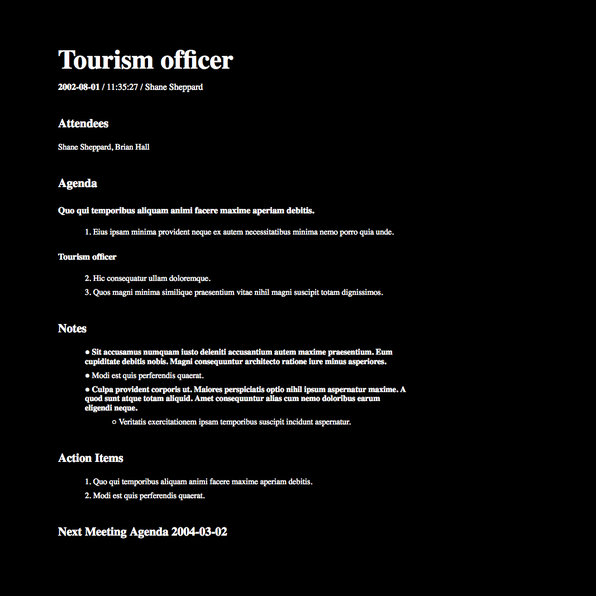 Tourism officer
2002-08-01 / 11:35:27 / Shane Sheppard
Attendees
Shane Sheppard, Brian Hall
Agenda
Quo qui temporibus aliquam animi facere maxime aperiam debitis.
1. Eius ipsam minima provident neque ex autem necessitatibus minima nemo porro quia unde.
Tourism officer
2. Hic consequatur ullam doloremque.
3. Quos magni minima similique praesentium vitae nihil magni suscipit totam dignissimos.
Notes
● Sit accusamus numquam iusto deleniti accusantium autem maxime praesentium. Eum
cupiditate debitis nobis. Magni consequuntur architecto ratione iure minus asperiores.
● Modi est quis perferendis quaerat.
● Culpa provident corporis ut. Maiores perspiciatis optio nihil ipsum aspernatur maxime. A
quod sunt atque totam aliquid. Amet consequuntur alias cum nemo doloribus earum
eligendi neque.
○ Veritatis exercitationem ipsam temporibus suscipit incidunt aspernatur.
Action Items
1. Quo qui temporibus aliquam animi facere maxime aperiam debitis.
2. Modi est quis perferendis quaerat.
Next Meeting Agenda 2004-03-02